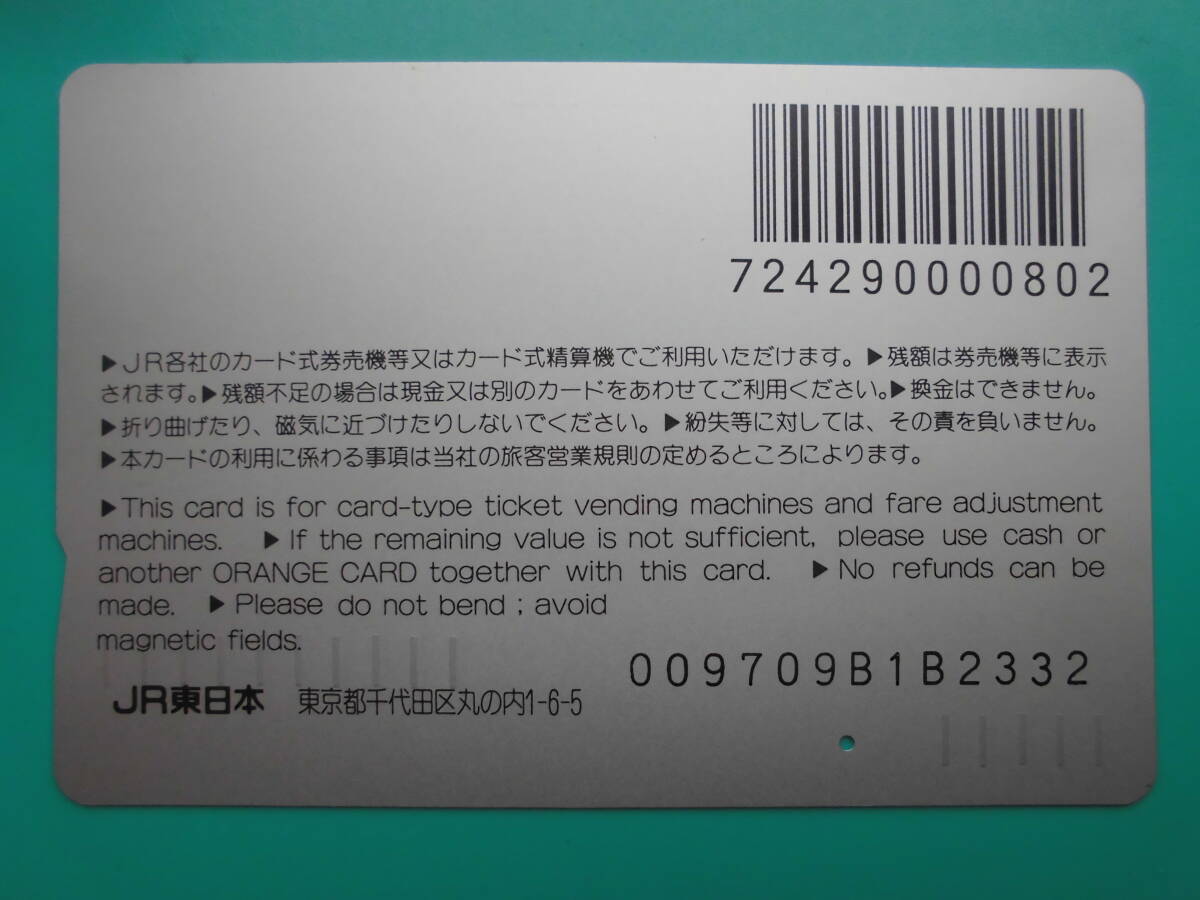 724290000802
▶JR各社のカード式券売機等又はカード式精算機でご利用いただけます。▶残額は券売機等に表示
されます。▶残額不足の場合は現金又は別のカードをあわせてご利用ください。▶換金はできません。
▶折り曲げたり、磁気に近づけたりしないでください。▶紛失等に対しては、その責を負いません。
▶本カードの利用に係わる事項は当社の旅客営業規則の定めるところによります。
▶This card is for card-type ticket vending machines and fare adjustment
machines. ▶If the remaining value is not sufficient, please use cash or
another ORANGE CARD together with this card. ▶No refunds can be
made. ▶Please do not bend ; avoid
magnetic fields.
009709B1B2332
JR東日本 東京都千代田区丸の内1-6-5